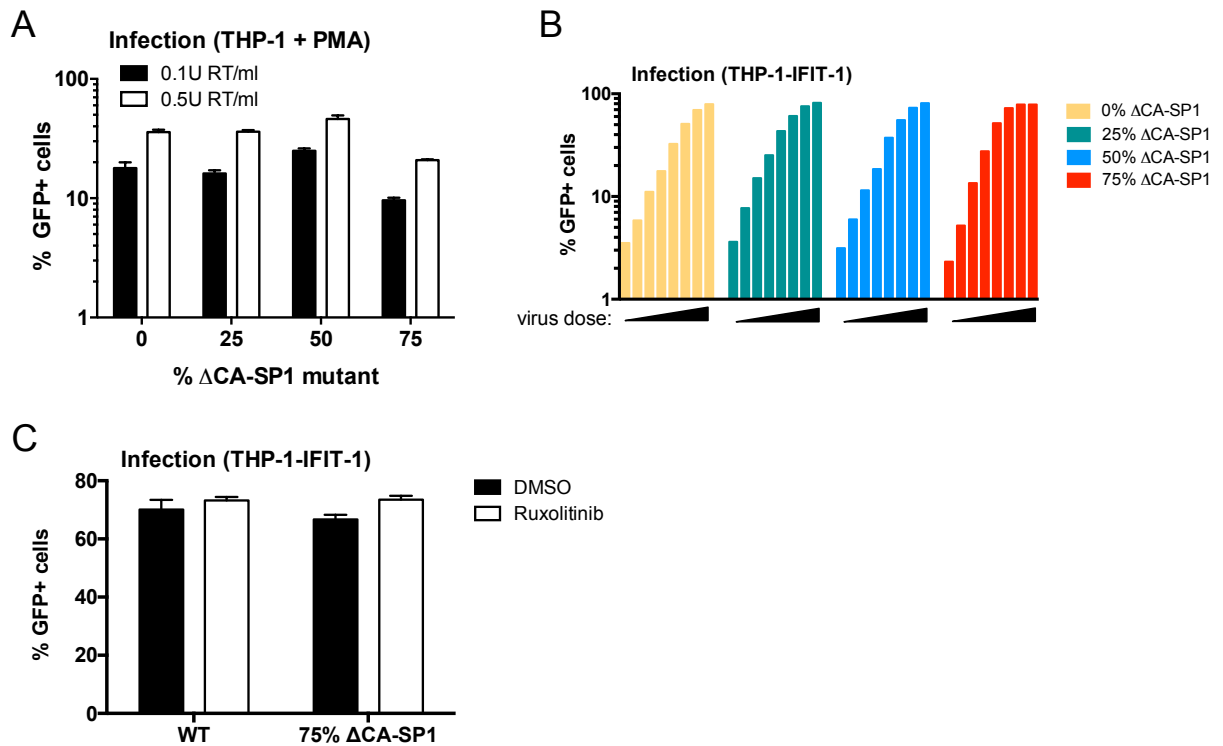 A
Infection (THP-1 + PMA)
0.1U RT/ml
0.5U RT/ml
100
10
1
% GFP+ cells
0 25 50 75
% ΔCA-SP1 mutant
B
Infection (THP-1-IFIT-1)
100
10
1
% GFP+ cells
virus dose:
0% ΔCA-SP1
25% ΔCA-SP1
50% ΔCA-SP1
75% ΔCA-SP1
C
Infection (THP-1-IFIT-1)
80
60
40
20
0
% GFP+ cells
WT 75% ΔCA-SP1
DMSO
Ruxolitinib